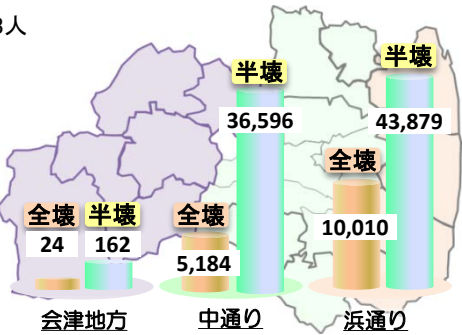 3人
半壊
43,879
半壊
36,596
全壊
10,010
全壊
24
半壊
162
全壊
5,184
会津地方
中通り
浜通り